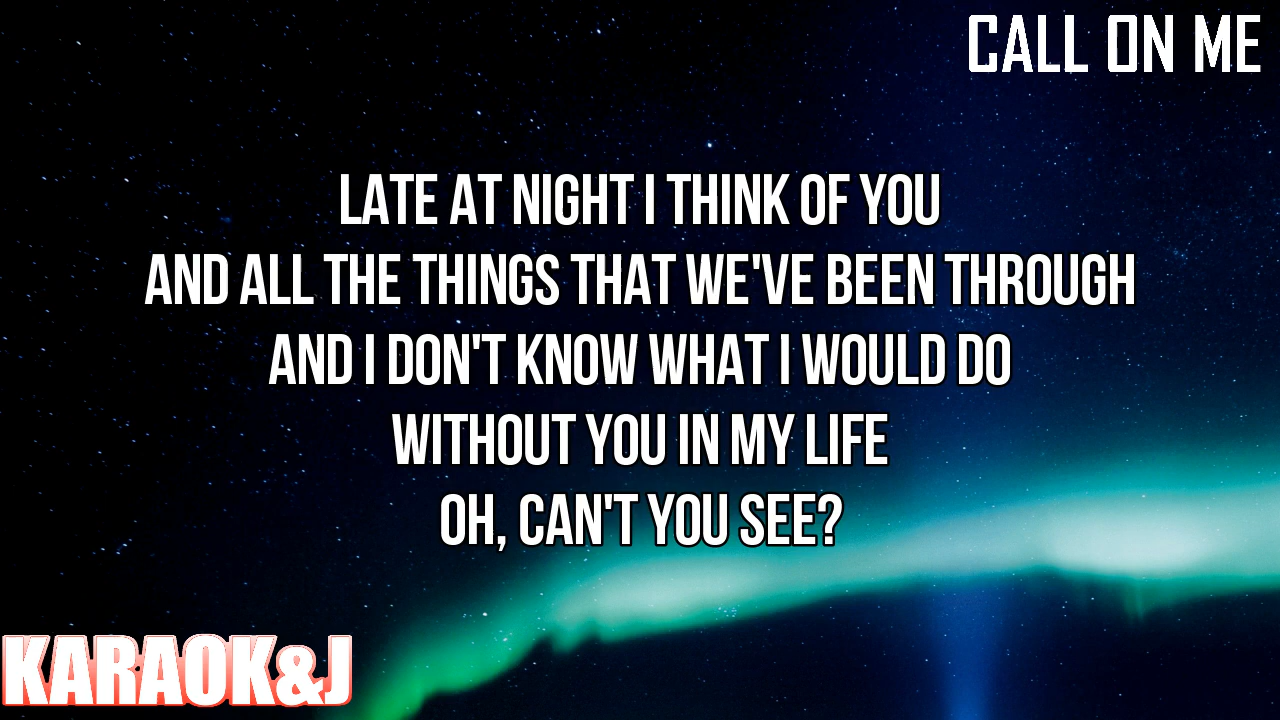 CALL ON ME
LATE AT NIGHT I THINK OF YOU
AND ALL THE THINGS THAT WE'VE BEEN THROUGH
AND I DON'T KNOW WHAT I WOULD DO
WITHOUT YOU IN MY LIFE
OH, CAN'T YOU SEE?
KARAOK&J